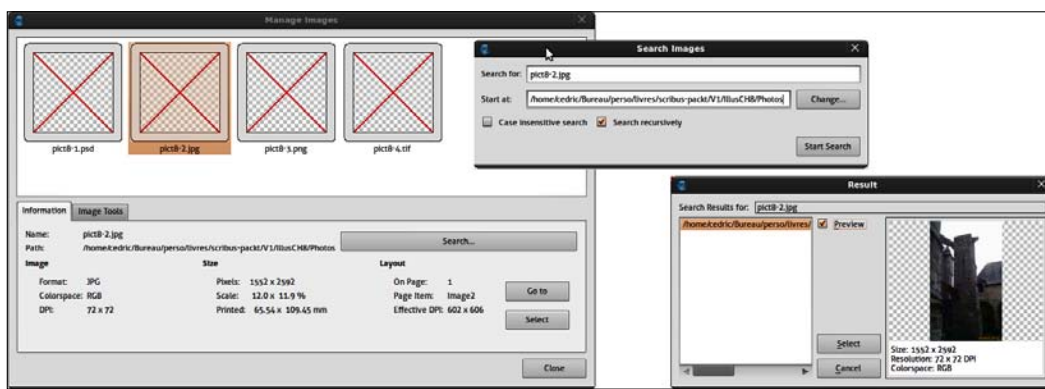 Manage Images
pict8-1.psd
pict8-2.jpg
pict8-3.png
pict8-4.tif
Information
Image Tools
Name: pict8-2.jpg
Path: /home/cedric/Bureau/perso/livres/scribus-packt/V1/IllusCH8/Photos
Search...
Image
Format: JPG
Colorspace: RGB
DPI: 72 x 72
Size
Pixels: 1552 x 2592
Scale: 12.0 x 11.9 %
Printed: 65.54 x 109.45 mm
Layout
On Page: 1
Page Item: Image2
Effective DPI: 602 x 606
Go to
Select
Close
Search Images
Search for: pict8-2.jpg
Start at: /home/cedric/Bureau/perso/livres/scribus-packt/V1/IllusCH8/Photos
Change...
Case insensitive search
Search recursively
Start Search
Result
Search Results for: pict8-2.jpg
/home/cedric/Bureau/perso/livres/
Preview
Select
Cancel
Size: 1552 x 2592
Resolution: 72 x 72 DPI
Colorspace: RGB